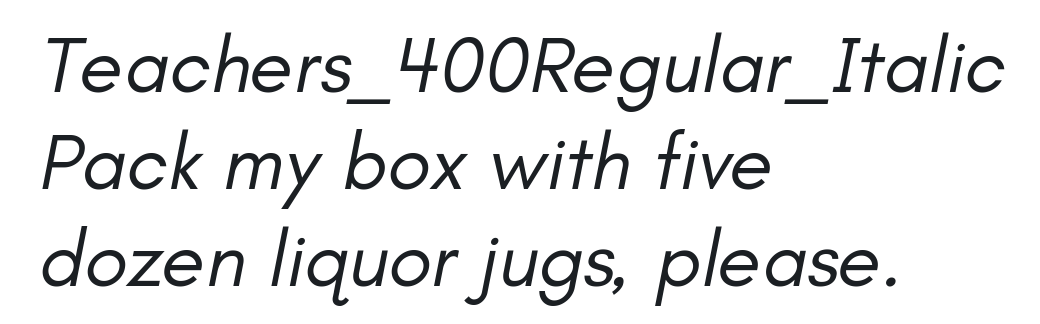 Teachers_400Regular_Italic
Pack my box with five
dozen liquor jugs, please.